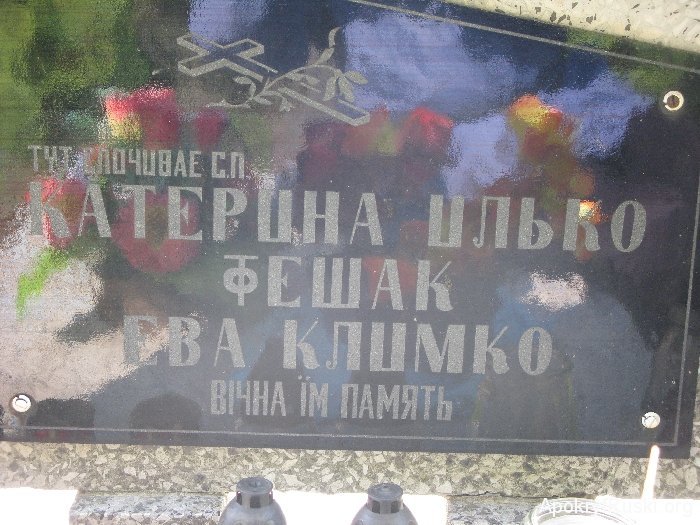 ТУТ СПОЧИВАЕ С.П.
КАТЕРИНА ИЛЬКО
ФЕШАК
ЕВА КЛИМКО
ВІЧНА ЇМ ПАМЯТЬ